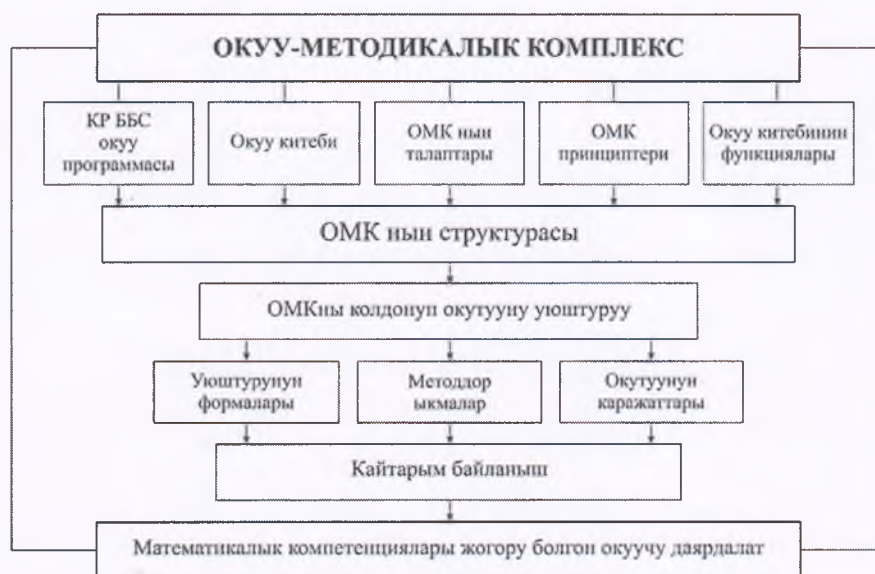 ОКУУ-МЕТОДИКАЛЫК КОМПЛЕКС
КР ББС
окуу
программасы
Окуу китеби
ОМК нын
талаптары
ОМК
принциптери
Окуу китебинин
функциялары
ОМК нын структурасы
ОМКны колдонуп окутууну уюштуруу
Уюштурунун
формалары
Методдор
ыкмалар
Окутуунун
каражаттары
Кайтарым байланыш
Математикалык компетенциялары жогору болгон окуучу даярдалат